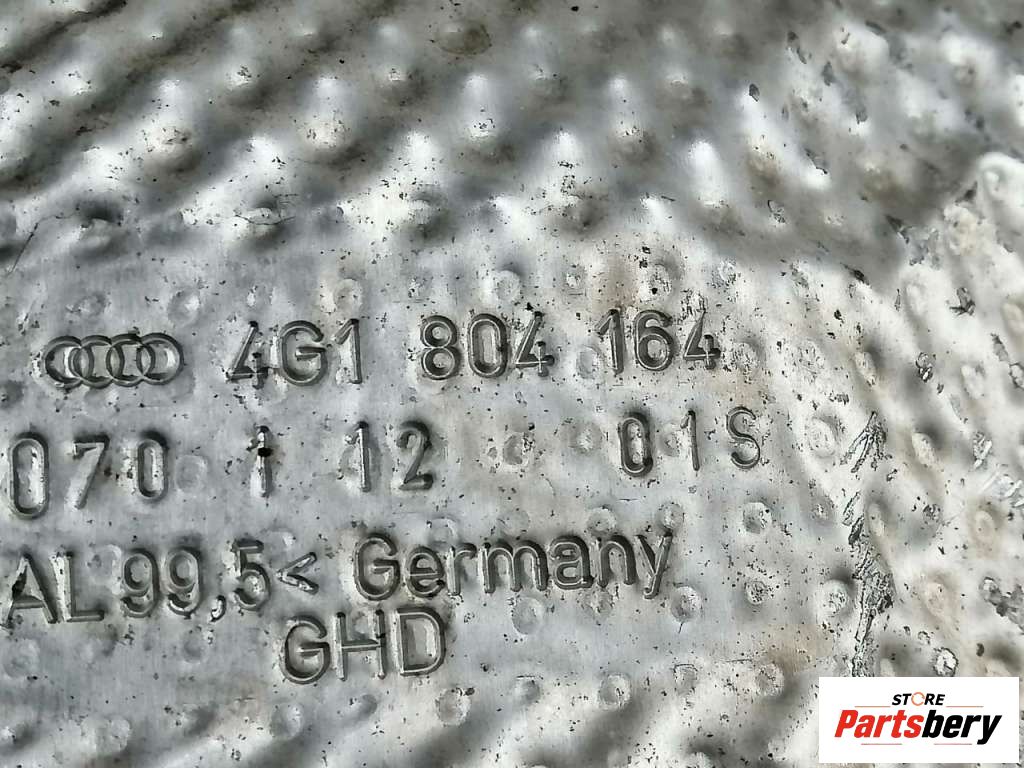 4G1 804 164
070 1 12 01S
AL 99,5< Germany
GHD
STORE
Partsbery